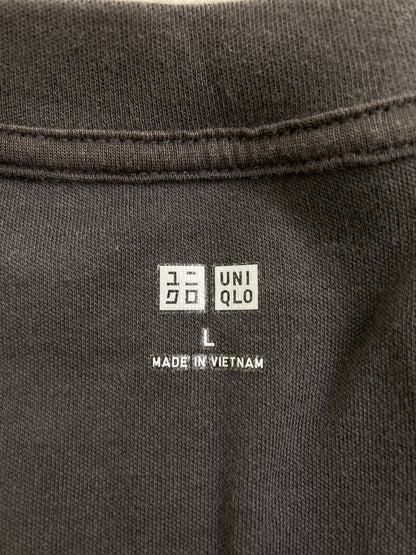 ユニ UNI
クロ QLO
L
MADE IN VIETNAM